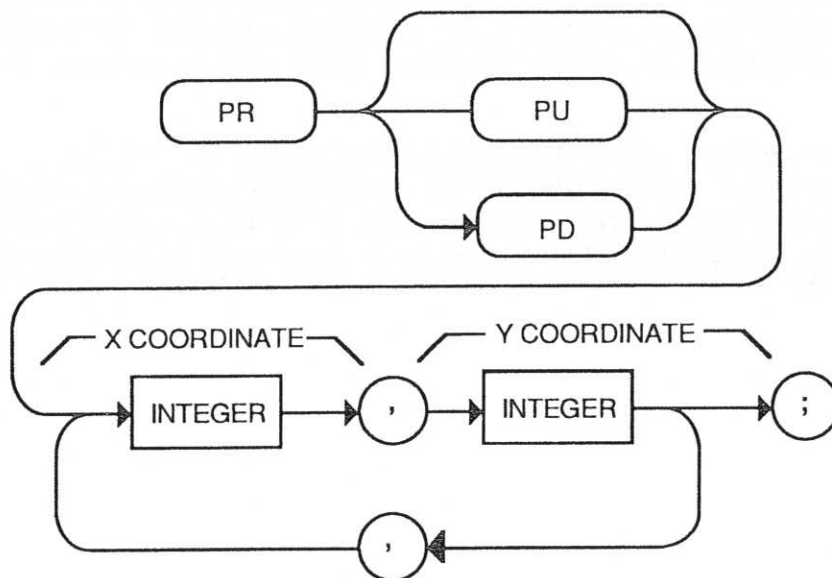 PR
PU
PD
X COORDINATE
Y COORDINATE
INTEGER
,
INTEGER
;
,